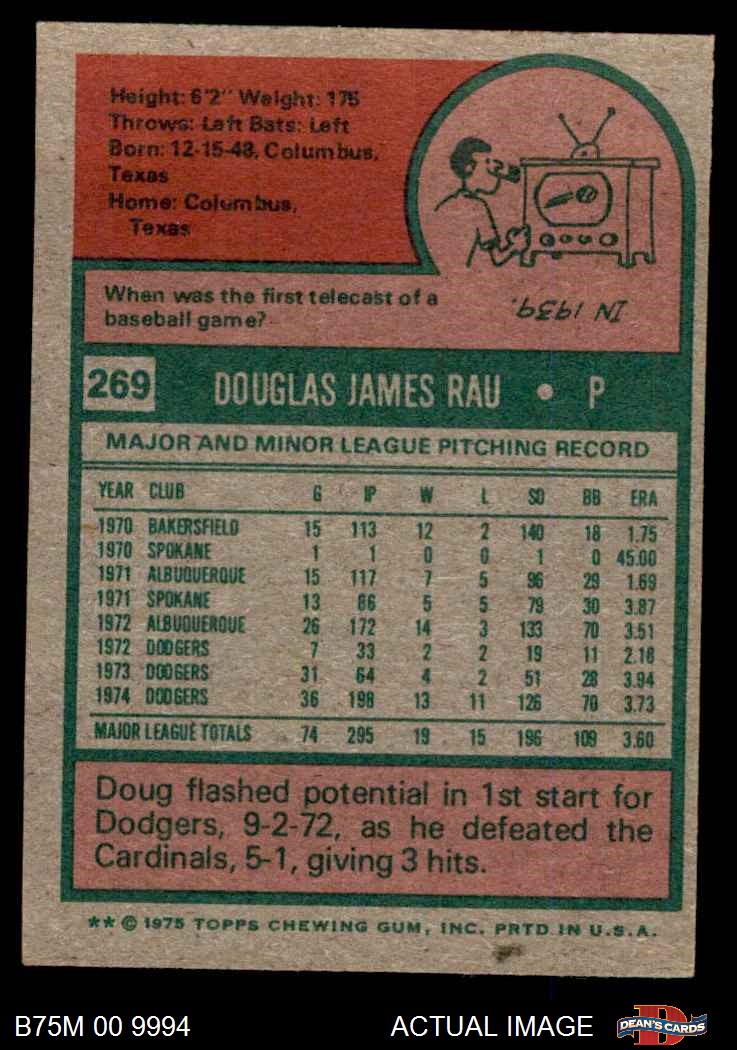 Height: 6'2" Weight: 175
Throws: Left Bats: Left
Born: 12-15-48, Columbus,
Texas
Home: Columbus,
Texas
When was the first telecast of a
baseball game?
IN 1939.
269 DOUGLAS JAMES RAU • P
MAJOR AND MINOR LEAGUE PITCHING RECORD
YEAR CLUB G IP W L SO BB ERA
1970 BAKERSFIELD 15 113 12 2 140 18 1.75
1970 SPOKANE 1 1 0 0 1 0 45.00
1971 ALBUQUERQUE 15 117 7 5 96 29 1.69
1971 SPOKANE 13 86 5 5 79 30 3.87
1972 ALBUQUERQUE 26 172 14 3 133 70 3.51
1972 DODGERS 7 33 2 2 19 11 2.18
1973 DODGERS 31 64 4 2 51 28 3.94
1974 DODGERS 36 198 13 11 126 70 3.73
MAJOR LEAGUE TOTALS 74 295 19 15 196 109 3.60
Doug flashed potential in 1st start for
Dodgers, 9-2-72, as he defeated the
Cardinals, 5-1, giving 3 hits.
** © 1975 TOPPS CHEWING GUM, INC. PRTD. IN U.S.A.
B75M 00 9994 ACTUAL IMAGE DEAN'S CARDS